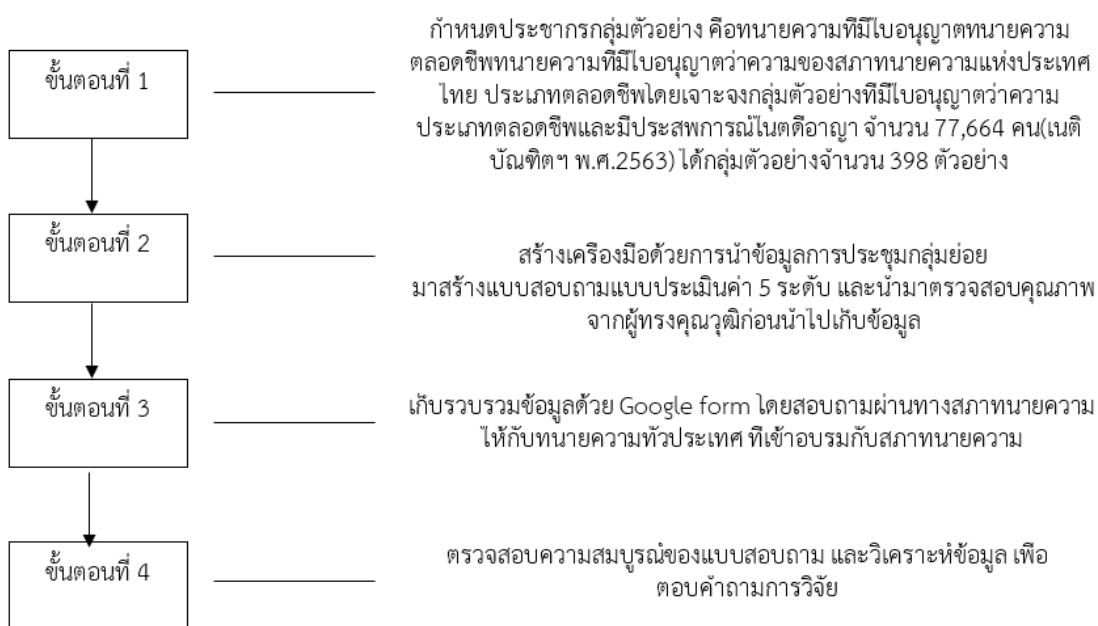 ขั้นตอนที่ 1
กำหนดประชากรกลุ่มตัวอย่าง คือทนายความที่มีใบอนุญาตทนายความ
ตลอดชีพทนายความที่มีใบอนุญาตว่าความของสภาทนายความแห่งประเทศ
ไทย ประเภทตลอดชีพโดยเจาะจงกลุ่มตัวอย่างที่มีใบอนุญาตว่าความ
ประเภทตลอดชีพและมีประสพการณ์ในตดีอาญา จำนวน 77,664 คน(เนติ
บัณฑิตฯ พ.ศ.2563) ได้กลุ่มตัวอย่างจำนวน 398 ตัวอย่าง
ขั้นตอนที่ 2
สร้างเครื่องมือด้วยการนำข้อมูลการประชุมกลุ่มย่อย
มาสร้างแบบสอบถามแบบประเมินค่า 5 ระดับ และนำมาตรวจสอบคุณภาพ
จากผู้ทรงคุณวุฒิก่อนนำไปเก็บข้อมูล
ขั้นตอนที่ 3
เก็บรวบรวมข้อมูลด้วย Google form โดยสอบถามผ่านทางสภาทนายความ
ให้กับทนายความทั่วประเทศ ที่เข้าอบรมกับสภาทนายความ
ขั้นตอนที่ 4
ตรวจสอบความสมบูรณ์ของแบบสอบถาม และวิเคราะห์ข้อมูล เพื่อ
ตอบคำถามการวิจัย